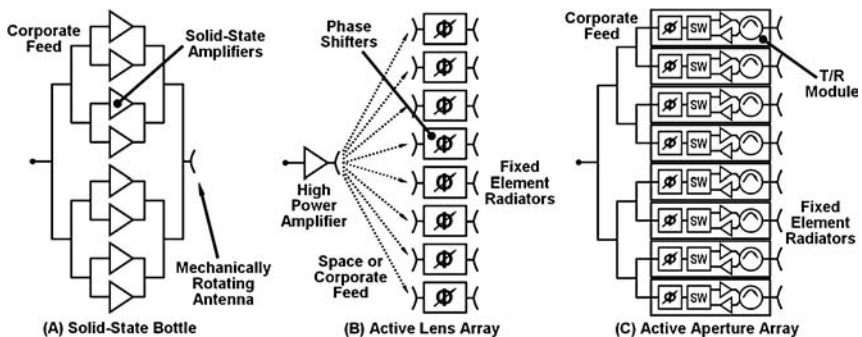 Corporate
Feed
Solid-State
Amplifiers
Mechanically
Rotating
Antenna
(A) Solid-State Bottle
Phase
Shifters
Φ
Φ
Φ
Φ
Φ
Φ
Φ
Φ
High
Power
Amplifier
Fixed
Element
Radiators
Space or
Corporate
Feed
(B) Active Lens Array
Corporate
Feed
Φ SW
Φ SW
Φ SW
Φ SW
Φ SW
Φ SW
Φ SW
Φ SW
T/R
Module
Fixed
Element
Radiators
(C) Active Aperture Array